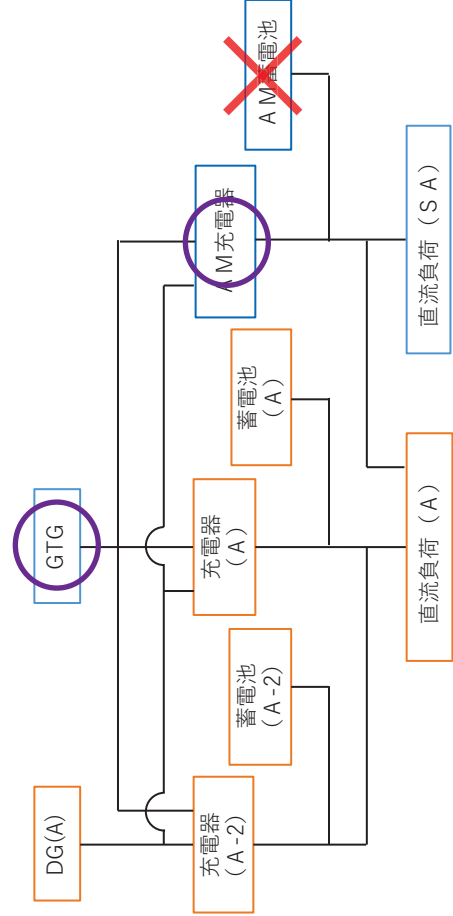 DG(A)
GTG
充電器
(A-2)
充電器
(A)
AM充電器
蓄電池
(A-2)
蓄電池
(A)
AM蓄電池
直流負荷 (A)
直流負荷 (SA)